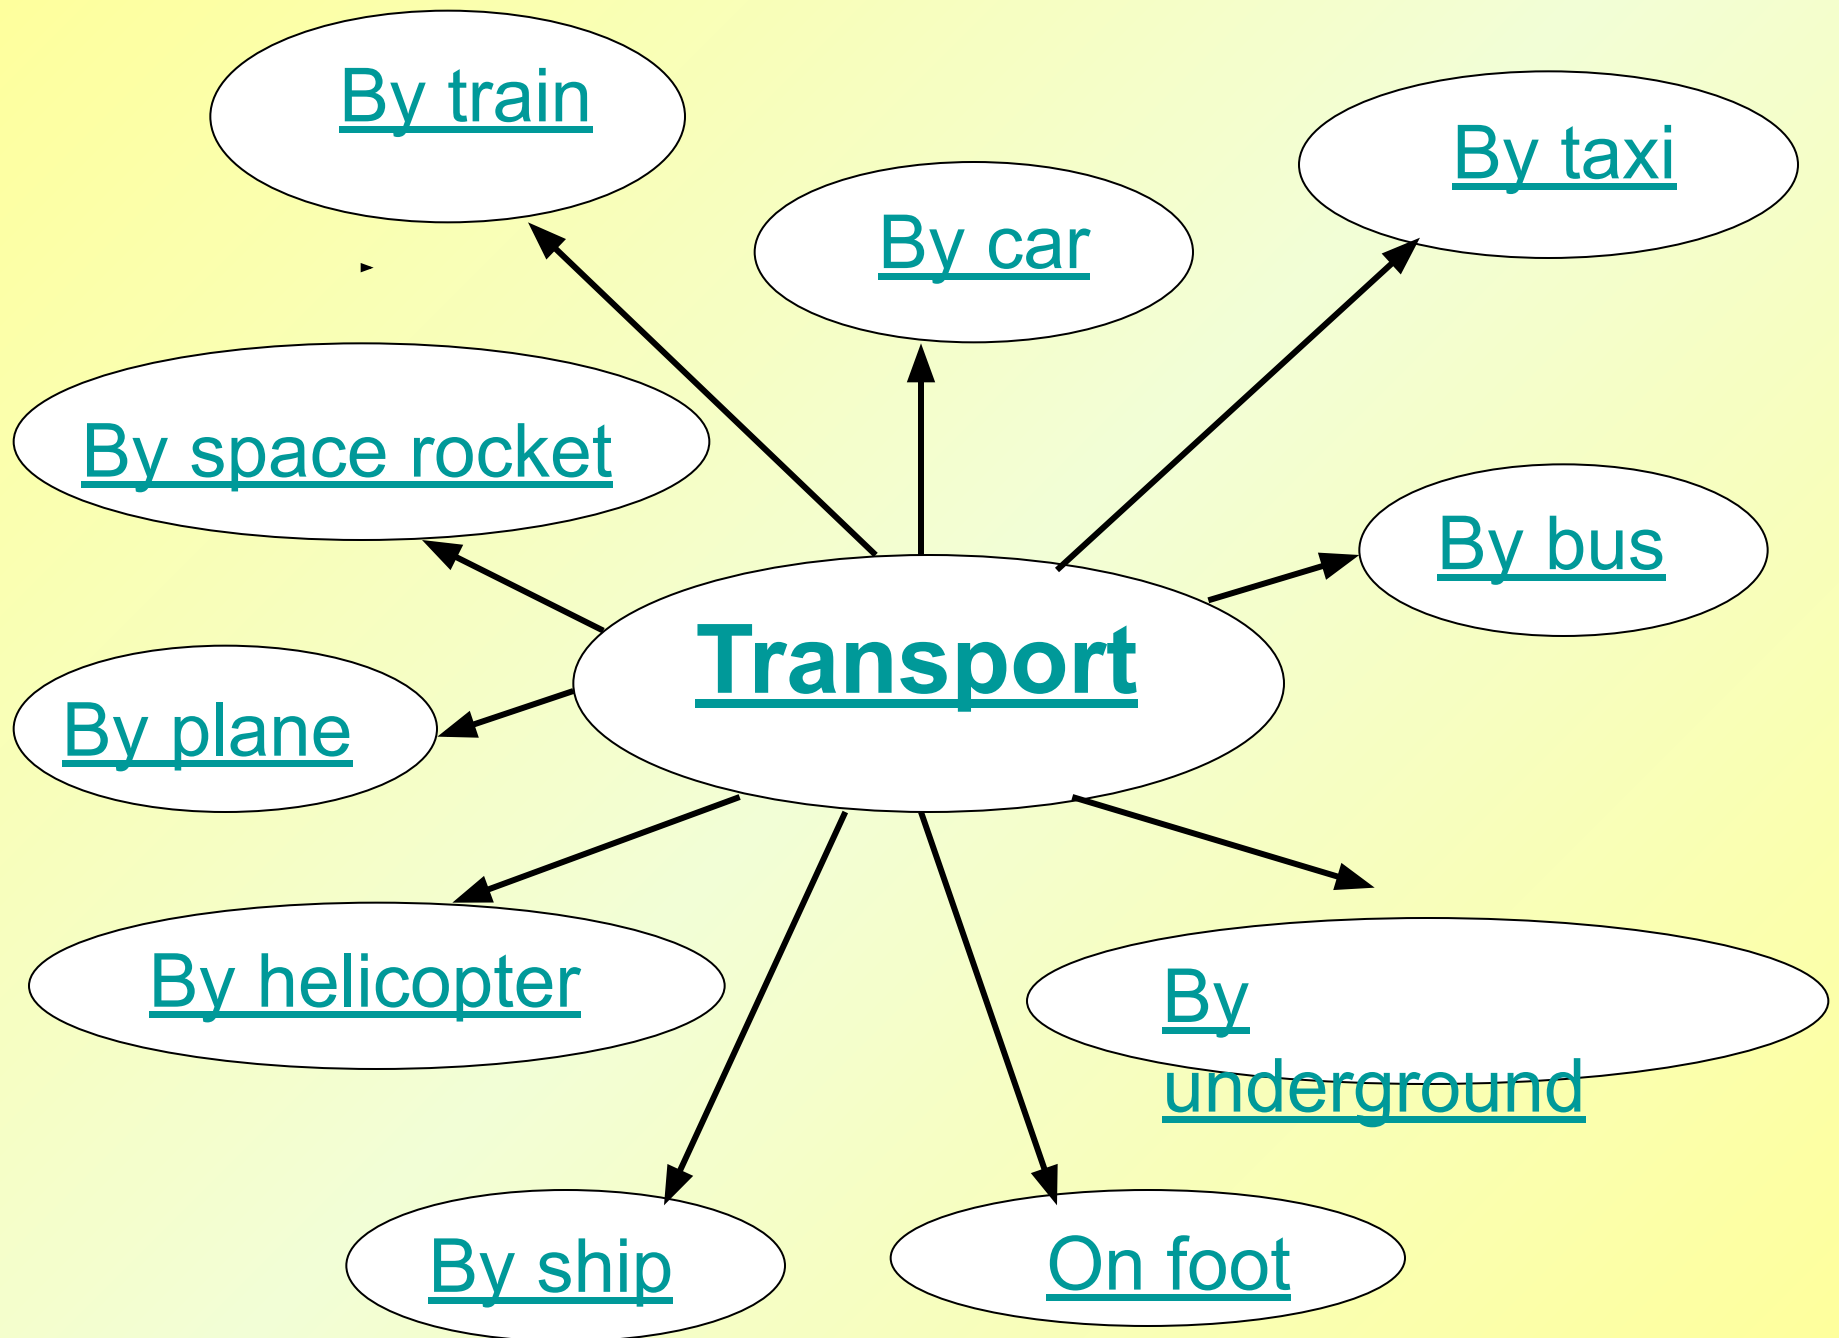 By train
By taxi
By car
By space rocket
By bus
Transport
By plane
By helicopter
By
underground
By ship
On foot